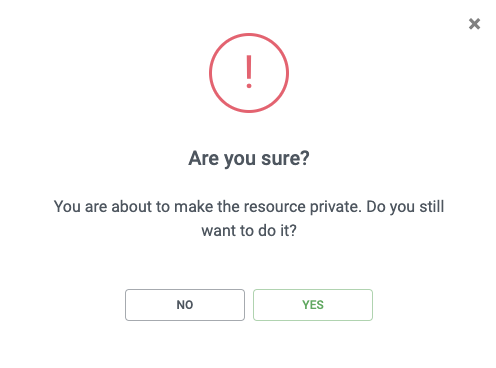 Are you sure?
You are about to make the resource private. Do you still
want to do it?
NO
YES